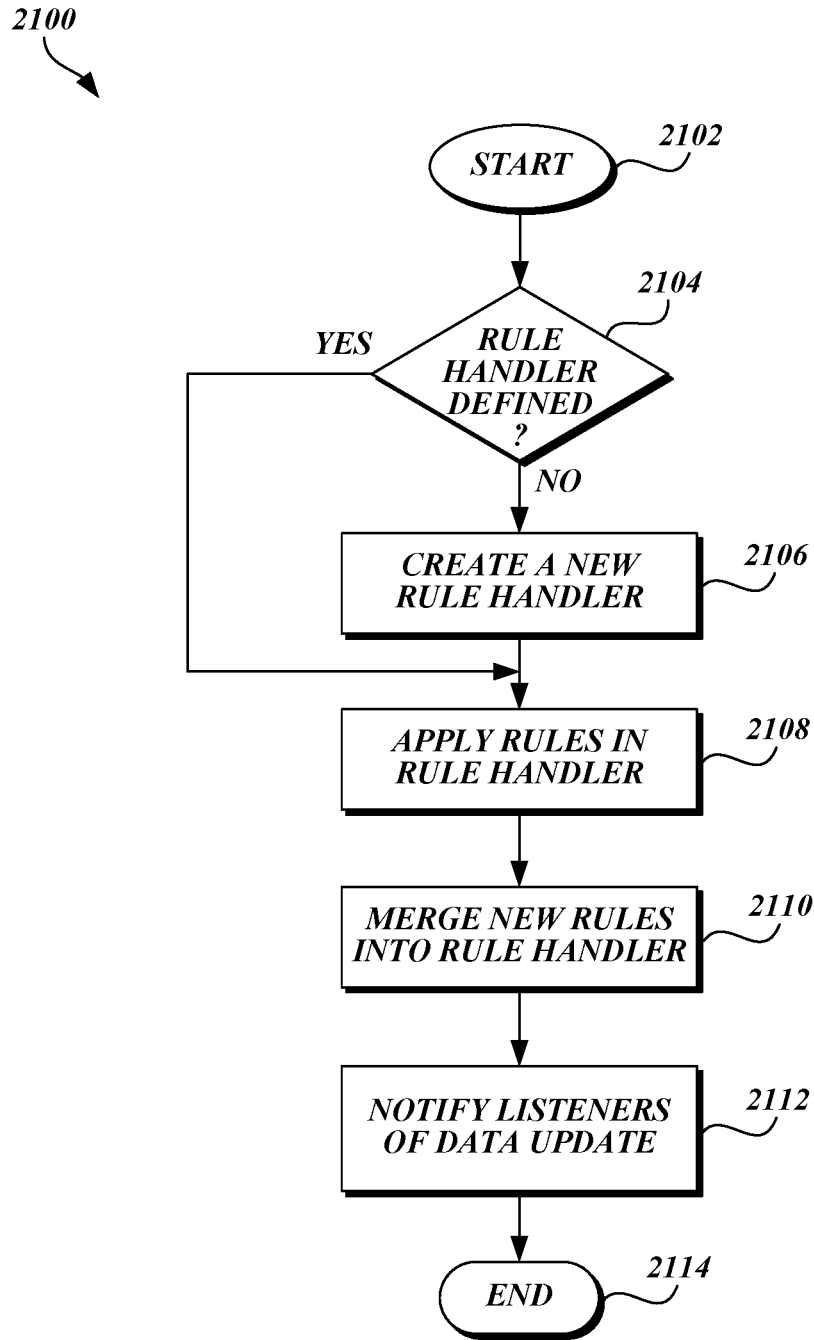 2100
START
2102
2104
YES
RULE
HANDLER
DEFINED
?
NO
CREATE A NEW
RULE HANDLER
2106
APPLY RULES IN
RULE HANDLER
2108
MERGE NEW RULES
INTO RULE HANDLER
2110
NOTIFY LISTENERS
OF DATA UPDATE
2112
END
2114